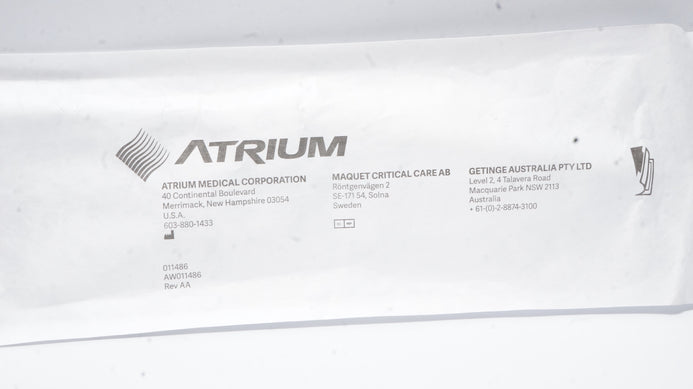 ATRIUM
ATRIUM MEDICAL CORPORATION
40 Continental Boulevard
Merrimack, New Hampshire 03054
U.S.A.
603-880-1433
011486
AW011486
Rev AA
MAQUET CRITICAL CARE AB
Röntgenvägen 2
SE-171 54, Solna
Sweden
EC REP
GETINGE AUSTRALIA PTY LTD
Level 2, 4 Talavera Road
Macquarie Park NSW 2113
Australia
+ 61-(0)-2-8874-3100